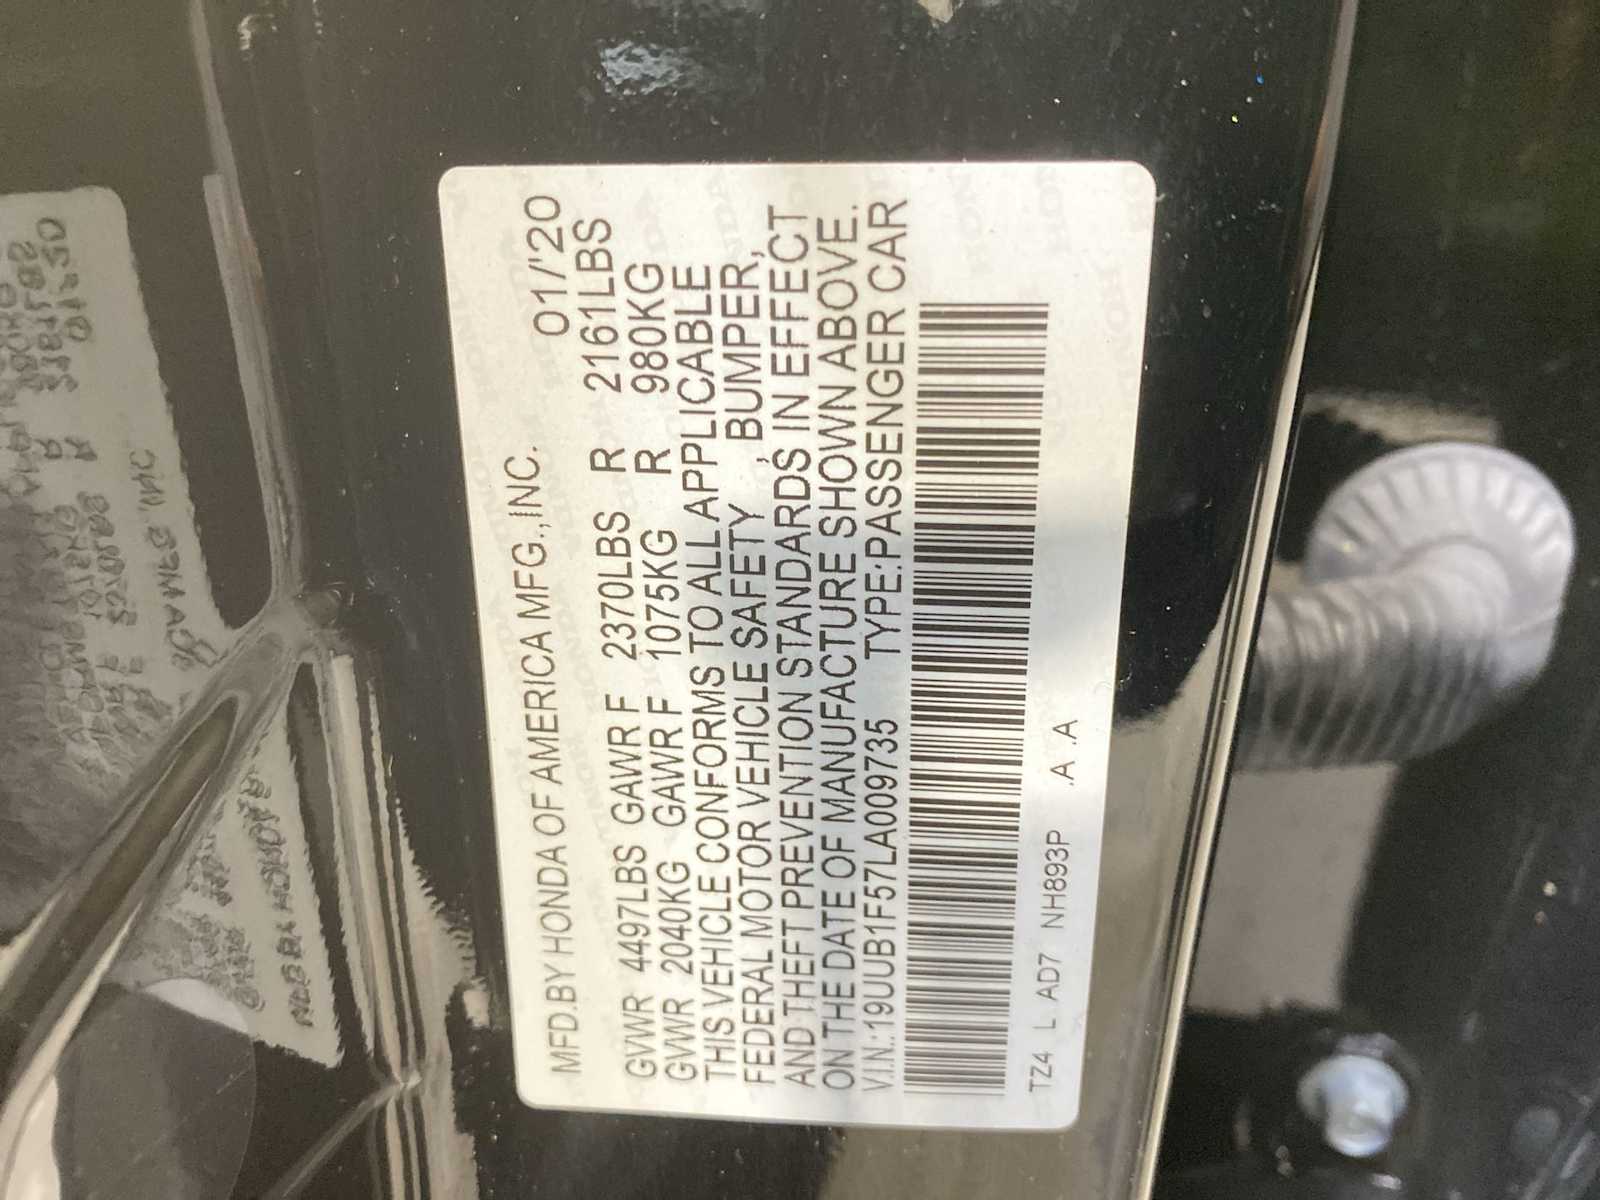 MFD.BY HONDA OF AMERICA MFG.,INC. 01/'20
GVWR 4497LBS GAWR F 2370LBS R 2161LBS
GVWR 2040KG GAWR F 1075KG R 980KG
THIS VEHICLE CONFORMS TO ALL APPLICABLE
FEDERAL MOTOR VEHICLE SAFETY, BUMPER,
AND THEFT PREVENTION STANDARDS IN EFFECT
ON THE DATE OF MANUFACTURE SHOWN ABOVE.
V.I.N.:19UUB1F57LA009735 TYPE:PASSENGER CAR
TZ4 L AD7 NH893P .A .A